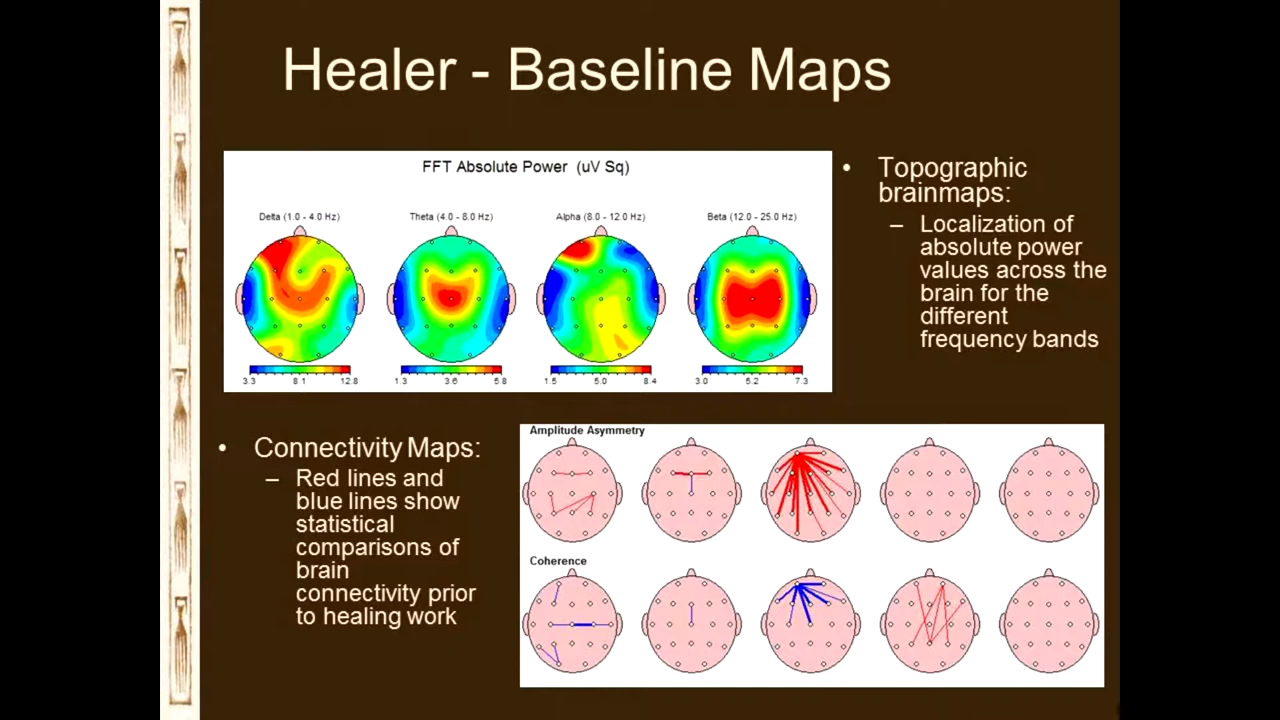 Healer - Baseline Maps
FFT Absolute Power (uV Sq)
Delta (1.0 - 4.0 Hz)
Theta (4.0 - 8.0 Hz)
Alpha (8.0 - 12.0 Hz)
Beta (12.0 - 25.0 Hz)
3.3 8.1 12.8
1.3 3.6 5.8
1.5 5.0 8.4
3.0 5.2 7.3
• Topographic
brainmaps:
– Localization of
absolute power
values across the
brain for the
different
frequency bands
• Connectivity Maps:
– Red lines and
blue lines show
statistical
comparisons of
brain
connectivity prior
to healing work
Amplitude Asymmetry
Coherence